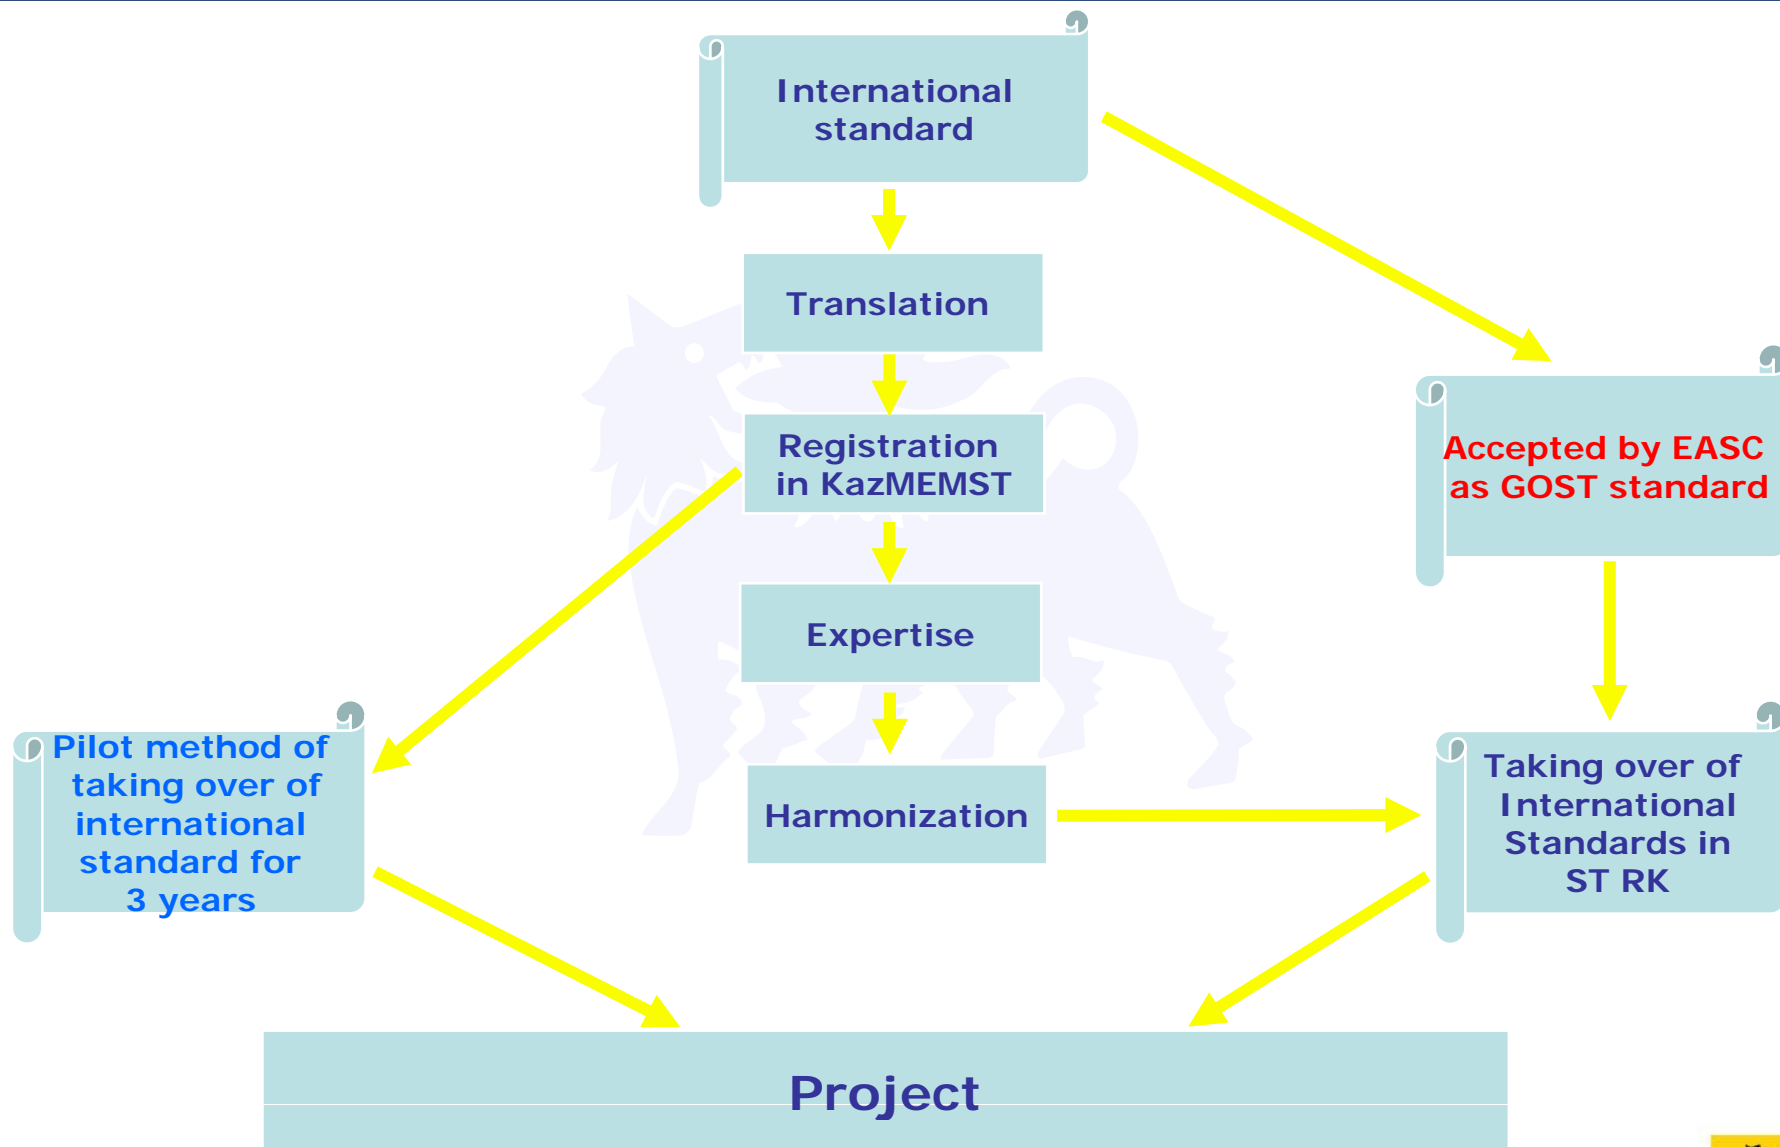 International
standard
Translation
Registration
in KazMEMST
Accepted by EASC
as GOST standard
Expertise
Pilot method of
taking over of
international
standard for
3 years
Harmonization
Taking over of
International
Standards in
ST RK
Project